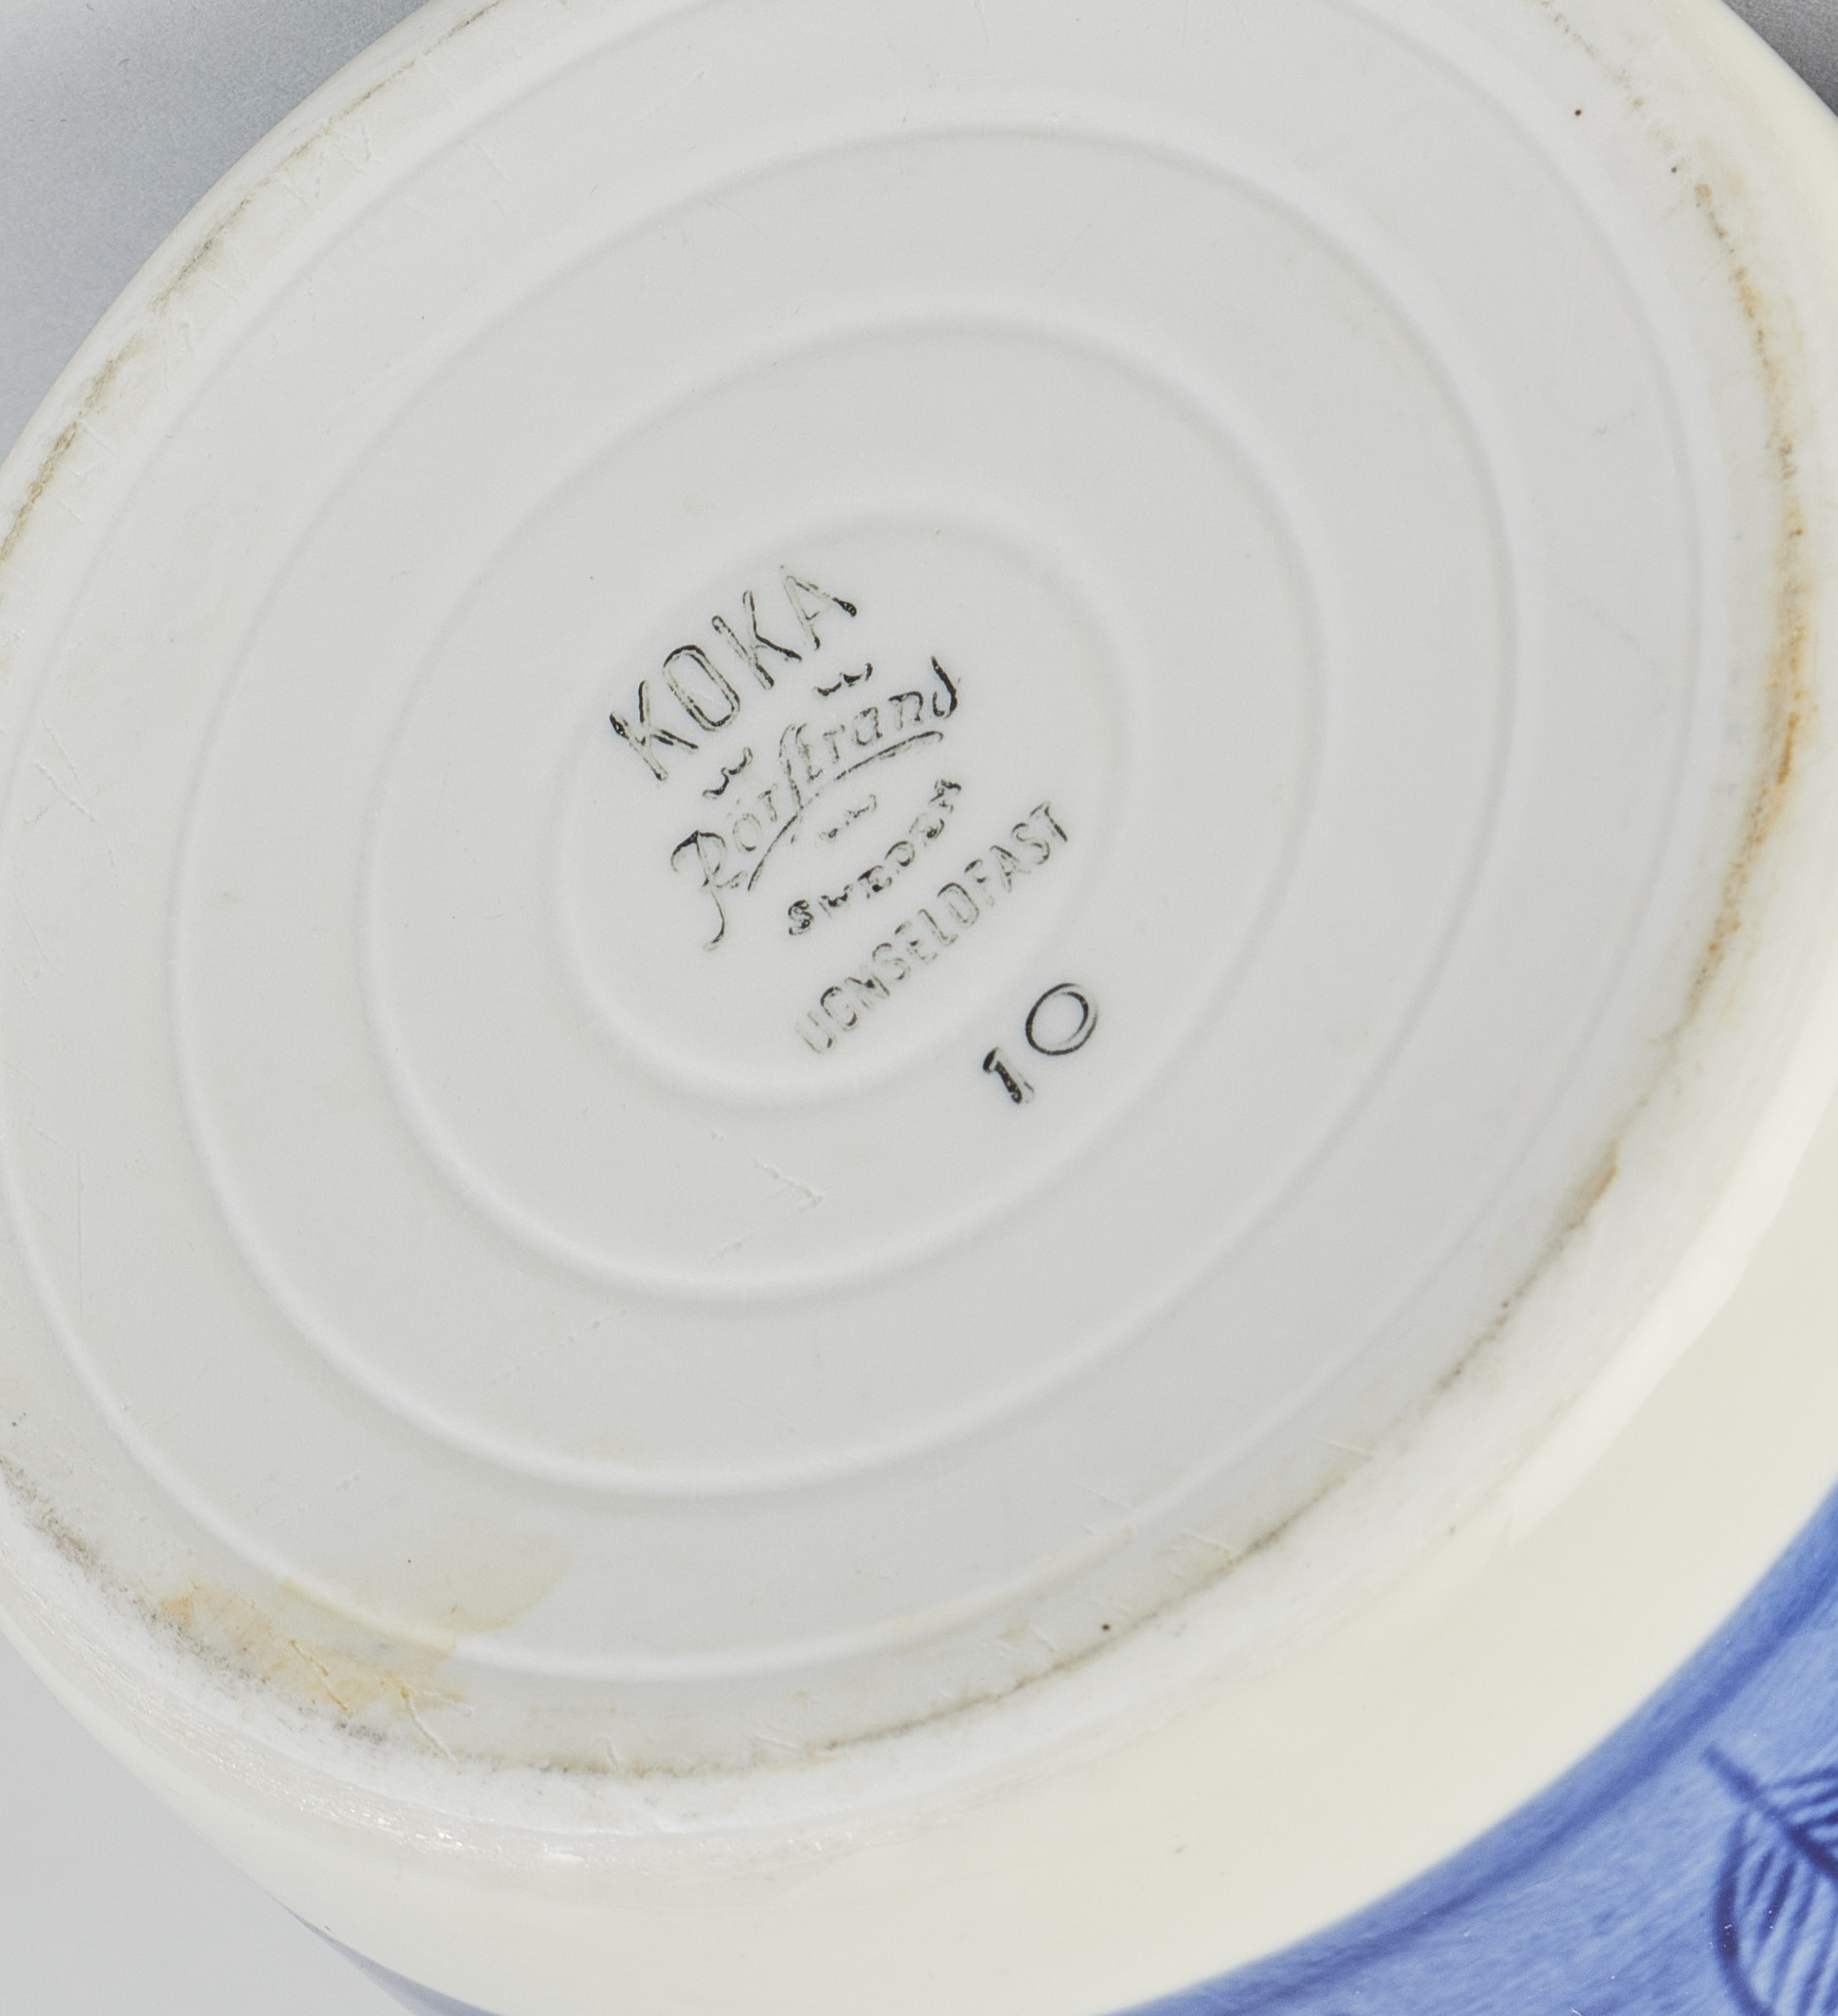 KOKA
Rörstrand
SWEDEN
UGNSELDFAST
10